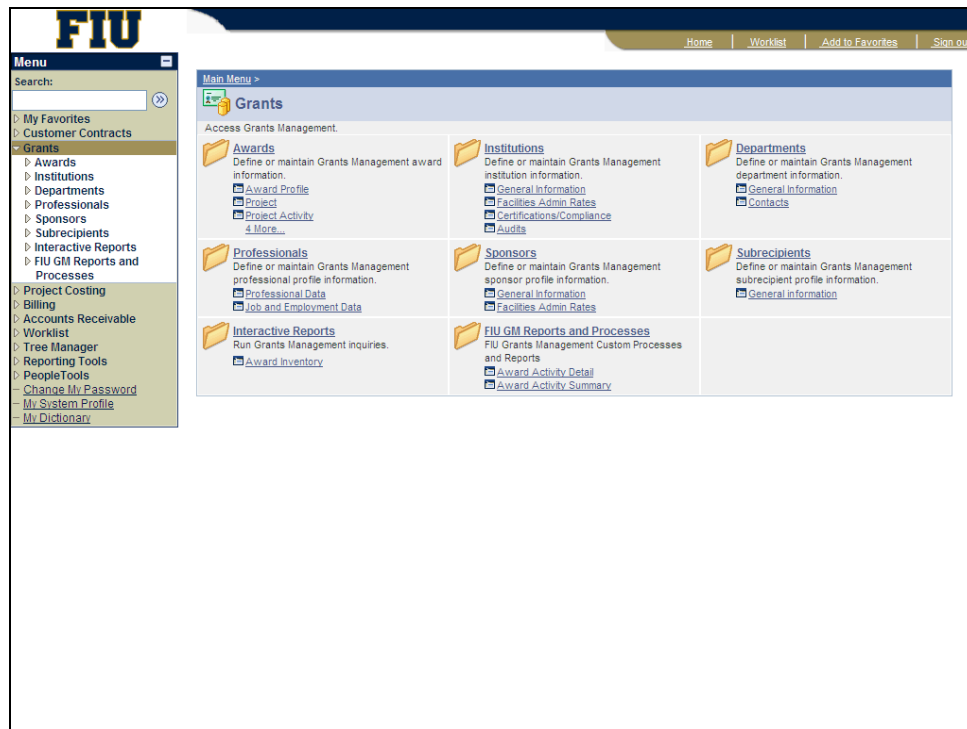 FIU
Home
Worklist
Add to Favorites
Sign ou
Menu
Search:
My Favorites
Customer Contracts
Grants
Awards
Institutions
Departments
Professionals
Sponsors
Subrecipients
Interactive Reports
FIU GM Reports and
Processes
Project Costing
Billing
Accounts Receivable
Worklist
Tree Manager
Reporting Tools
PeopleTools
Change My Password
My System Profile
My Dictionary
Main Menu >
Grants
Access Grants Management.
Awards
Define or maintain Grants Management award
information.
Award Profile
Project
Project Activity
4 More...
Institutions
Define or maintain Grants Management
institution information.
General Information
Facilities Admin Rates
Certifications/Compliance
Audits
Departments
Define or maintain Grants Management
department information.
General Information
Contacts
Professionals
Define or maintain Grants Management
professional profile information.
Professional Data
Job and Employment Data
Sponsors
Define or maintain Grants Management
sponsor profile information.
General Information
Facilities Admin Rates
Subrecipients
Define or maintain Grants Management
subrecipient profile information.
General information
Interactive Reports
Run Grants Management inquiries.
Award Inventory
FIU GM Reports and Processes
FIU Grants Management Custom Processes
and Reports
Award Activity Detail
Award Activity Summary